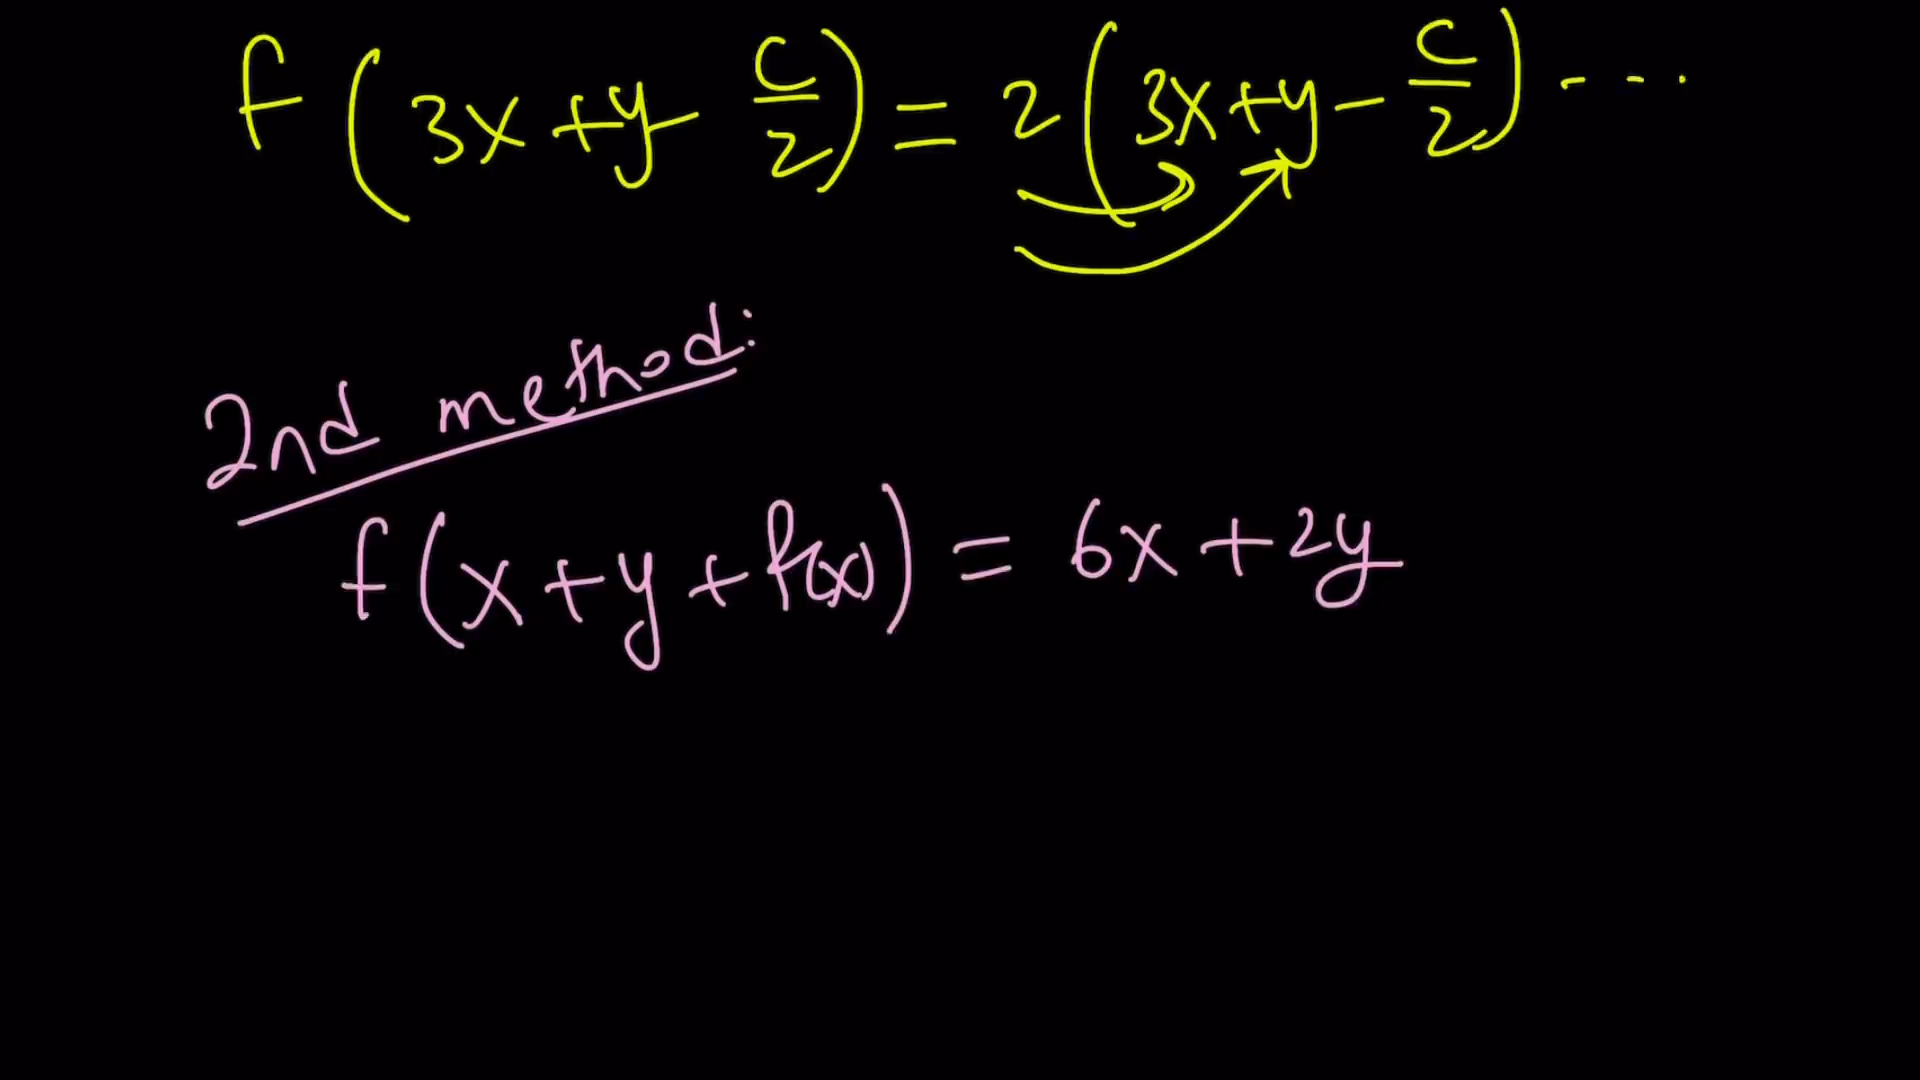 f(3x+y-c/2)=2(3x+y-c/2)---.
2nd method:
f(x+y+f(x))=6x+2y